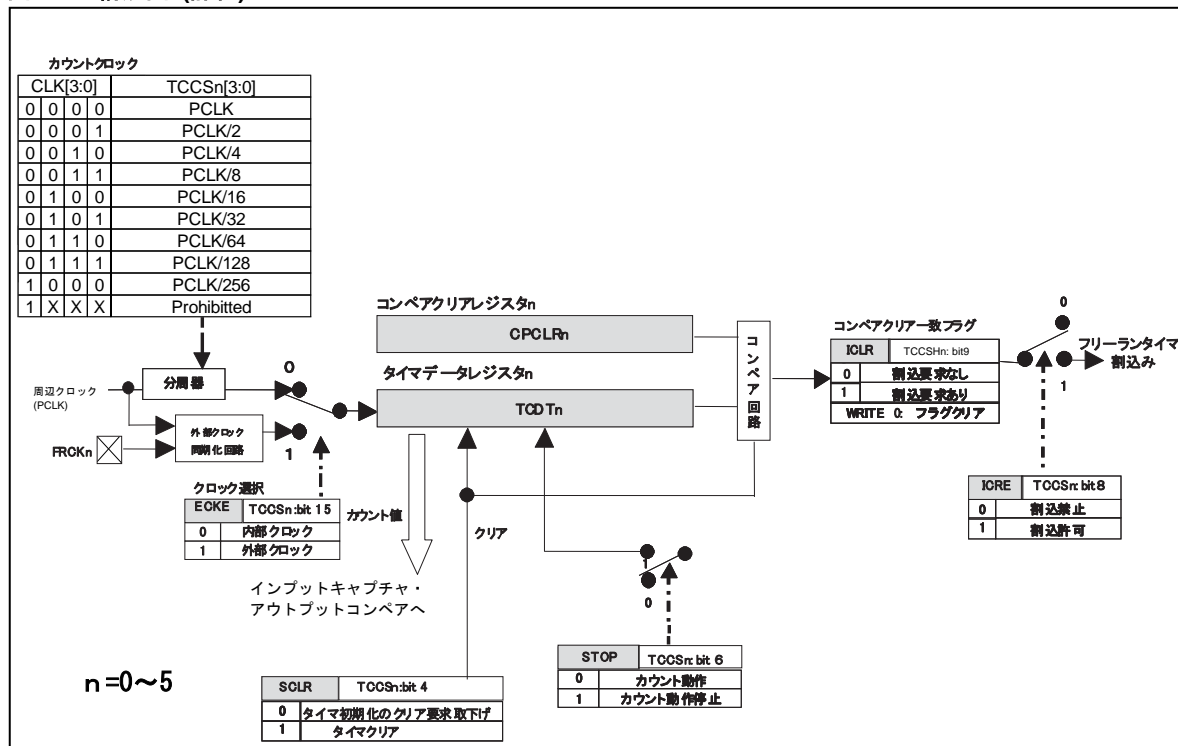 カウントクロック
CLK[3:0] TCCSn[3:0]
0 0 0 0 PCLK
0 0 0 1 PCLK/2
0 0 1 0 PCLK/4
0 0 1 1 PCLK/8
0 1 0 0 PCLK/16
0 1 0 1 PCLK/32
0 1 1 0 PCLK/64
0 1 1 1 PCLK/128
1 0 0 0 PCLK/256
1 X X X Prohibitted
周辺クロック
(PCLK)
分周器
FRCKn
外部クロック
同期化回路
0
1
クロック選択
ECKE TCCSn:bit 15
0 内部クロック
1 外部クロック
コンペアクリアレジスタn
CPCLRn
タイマデータレジスタn
TCDTn
コンペア回路
カウント値
クリア
インプットキャプチャ・
アウトプットコンペアへ
コンペアクリア一致フラグ
ICLR TCCSHn: bit9
0 割込要求なし
1 割込要求あり
WRITE 0: フラグクリア
0
1
フリーランタイマ
割込み
ICRE TCCSn: bit 8
0 割込禁止
1 割込許可
1
0
STOP TCCSn: bit 6
0 カウント動作
1 カウント動作停止
n=0～5
SCLR TCCSn:bit 4
0 タイマ初期化のクリア要求取下げ
1 タイマクリア